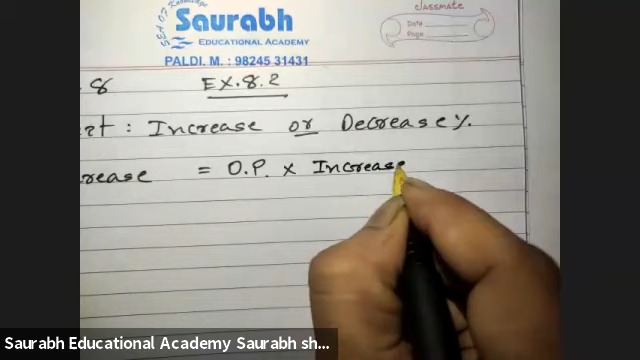 SEA OF Knowledge
Saurabh
EDUCATIONAL ACADEMY
PALDI. M. : 98245 31431
classmate
Date
Page
.8 EX.8.2
: Increase or Decrease %.
rease = O.P. x Increase
Saurabh Educational Academy Saurabh sh...